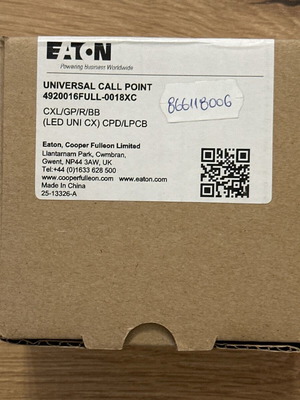 EATON
Powering Business Worldwide
UNIVERSAL CALL POINT
4920016FULL-0018XC
866118006
CXL/GP/R/BB
(LED UNI CX) CPD/LPCB
Eaton, Cooper Fulleon Limited
Llantarnam Park, Cwmbran,
Gwent, NP44 3AW, UK
Tel:+44 (0)1633 628 500
www.cooperfulleon.com www.eaton.com
Made In China
25-13326-A